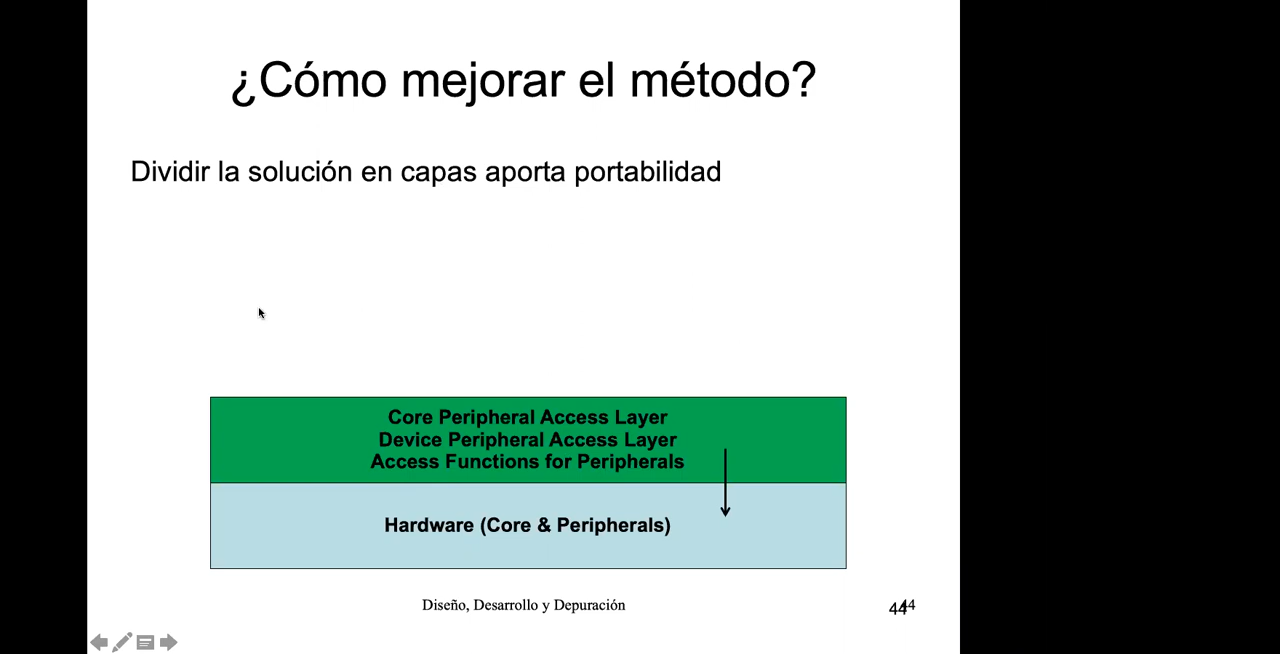 ¿Cómo mejorar el método?
Dividir la solución en capas aporta portabilidad
Core Peripheral Access Layer
Device Peripheral Access Layer
Access Functions for Peripherals
Hardware (Core & Peripherals)
Diseño, Desarrollo y Depuración
44
44